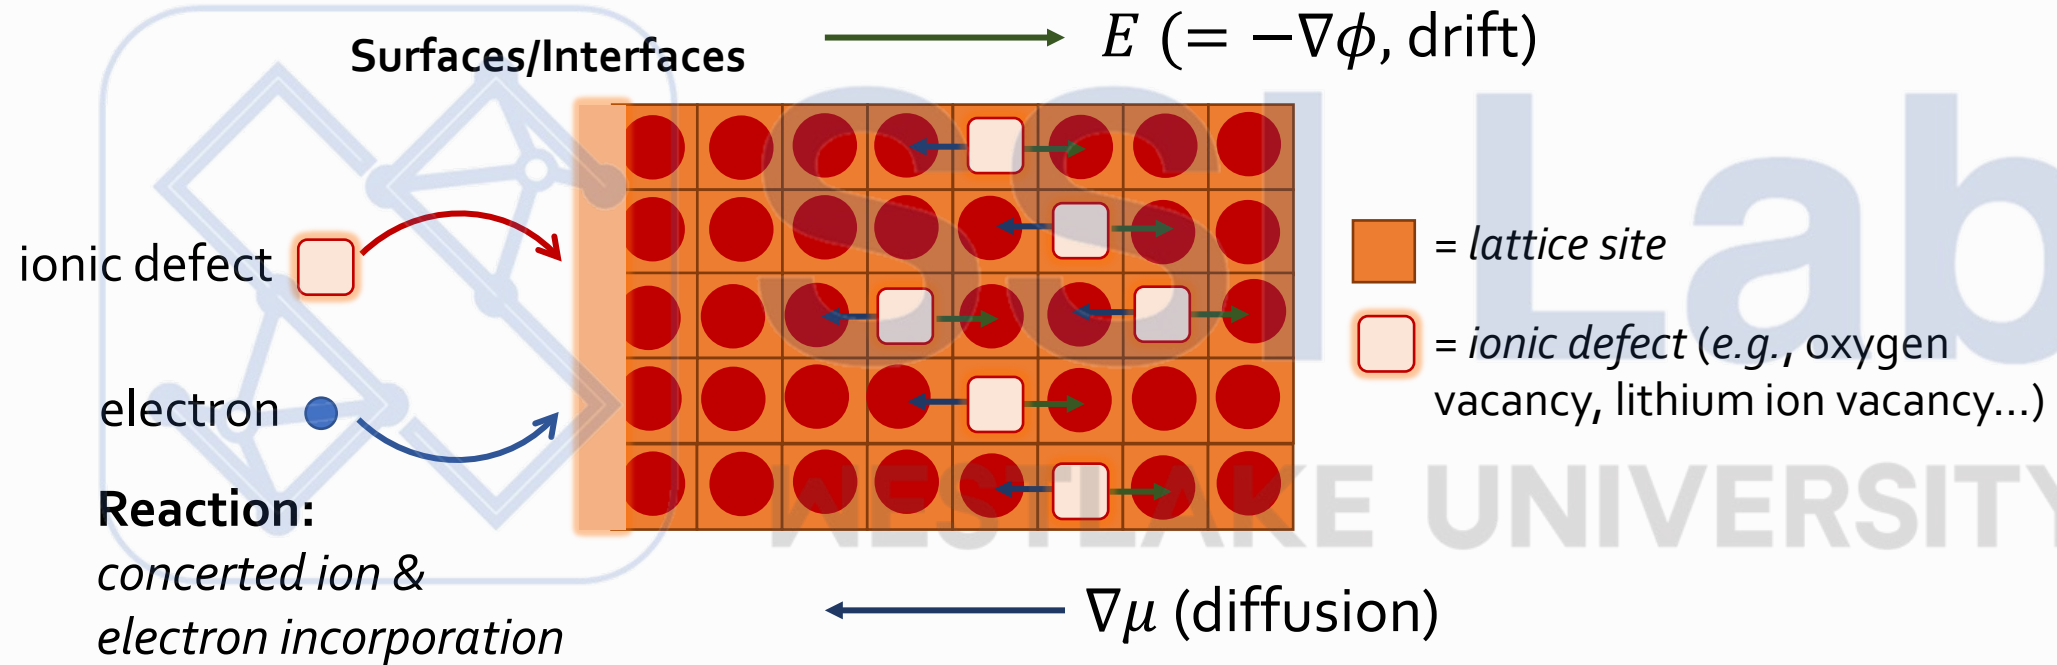 Surfaces/Interfaces
E (= −∇ϕ, drift)
ionic defect
electron
Reaction:
concerted ion &
electron incorporation
= lattice site
= ionic defect (e.g., oxygen
vacancy, lithium ion vacancy...)
∇μ (diffusion)
SSI Lab
WESTLAKE UNIVERSITY